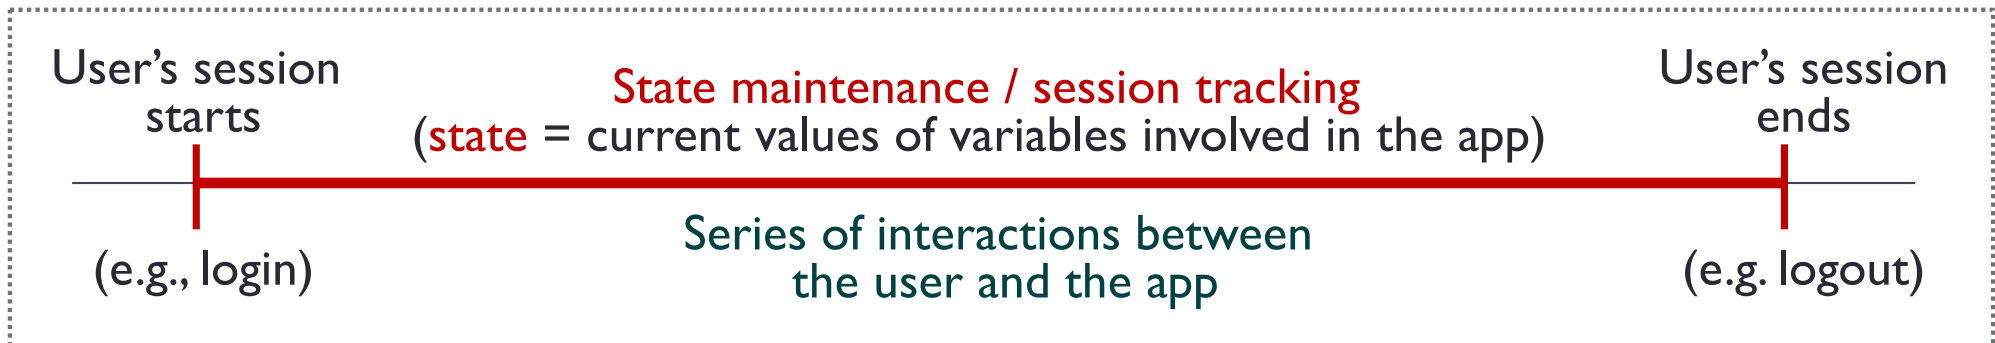 User’s session
starts
State maintenance / session tracking
(state = current values of variables involved in the app)
User’s session
ends
(e.g., login)
Series of interactions between
the user and the app
(e.g. logout)